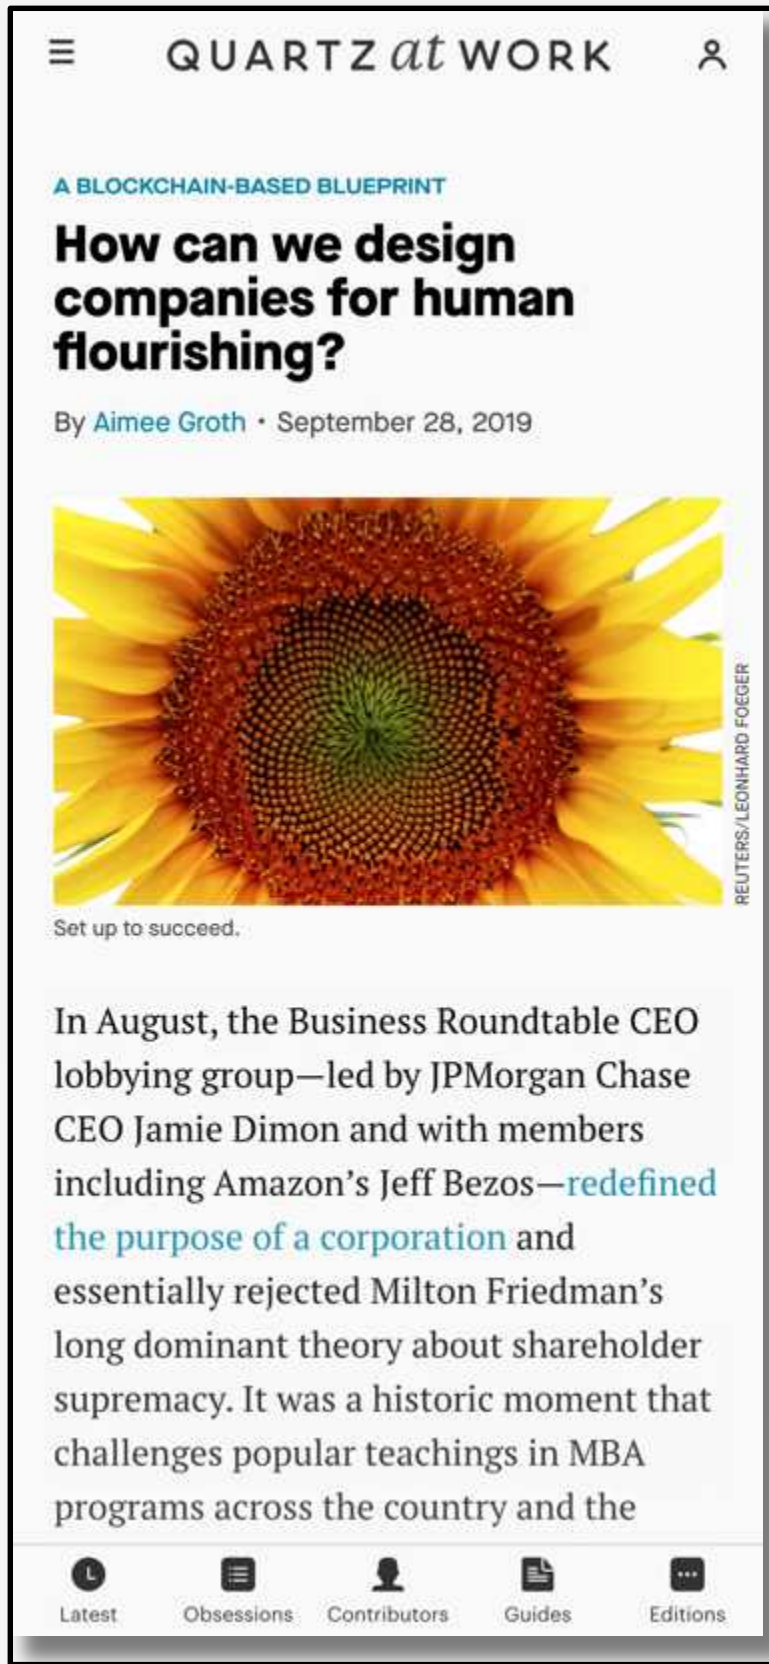 QUARTZ at WORK
A BLOCKCHAIN-BASED BLUEPRINT
How can we design
companies for human
flourishing?
By Aimee Groth • September 28, 2019
REUTERS/LEONHARD FOEGER
Set up to succeed.
In August, the Business Roundtable CEO
lobbying group—led by JPMorgan Chase
CEO Jamie Dimon and with members
including Amazon’s Jeff Bezos—redefined
the purpose of a corporation and
essentially rejected Milton Friedman’s
long dominant theory about shareholder
supremacy. It was a historic moment that
challenges popular teachings in MBA
programs across the country and the
Latest Obsessions Contributors Guides Editions